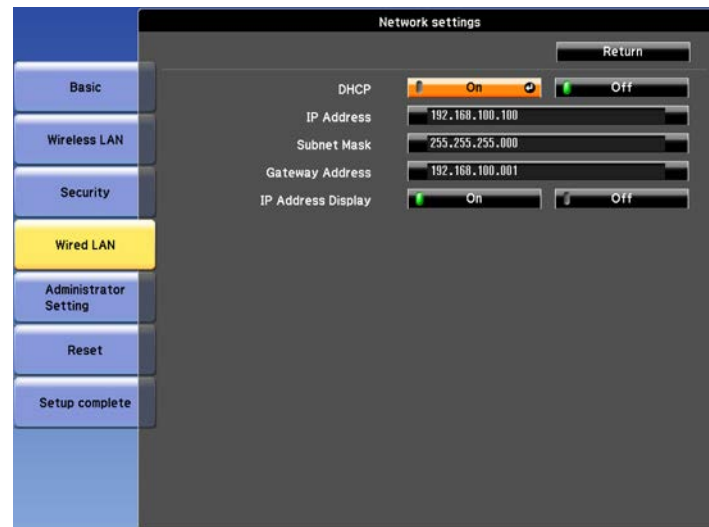 Network settings
Return
Basic
Wireless LAN
Security
Wired LAN
Administrator
Setting
Reset
Setup complete
DHCP On Off
IP Address 192.168.100.100
Subnet Mask 255.255.255.000
Gateway Address 192.168.100.001
IP Address Display On Off